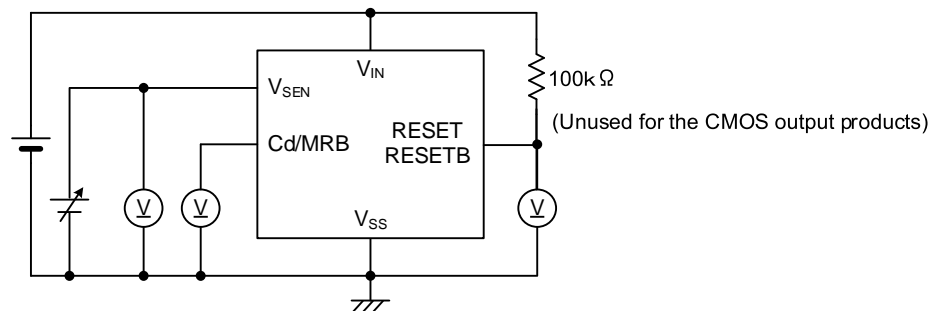 V_IN
V_SEN
100kΩ
(Unused for the CMOS output products)
Cd/MRB
RESET
RESETB
V
V
V
V_SS